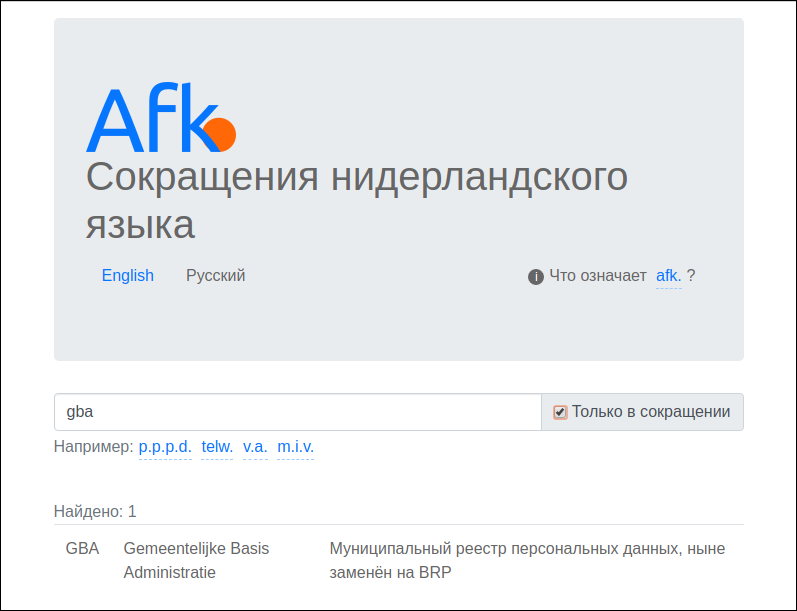 Afk
Сокращения нидерландского
языка
English Русский i Что означает afk. ?
gba Только в сокращении
Например: p.p.p.d. telw. v.a. m.i.v.
Найдено: 1
GBA Gemeentelijke Basis Муниципальный реестр персональных данных, ныне
Administratie заменён на BRP